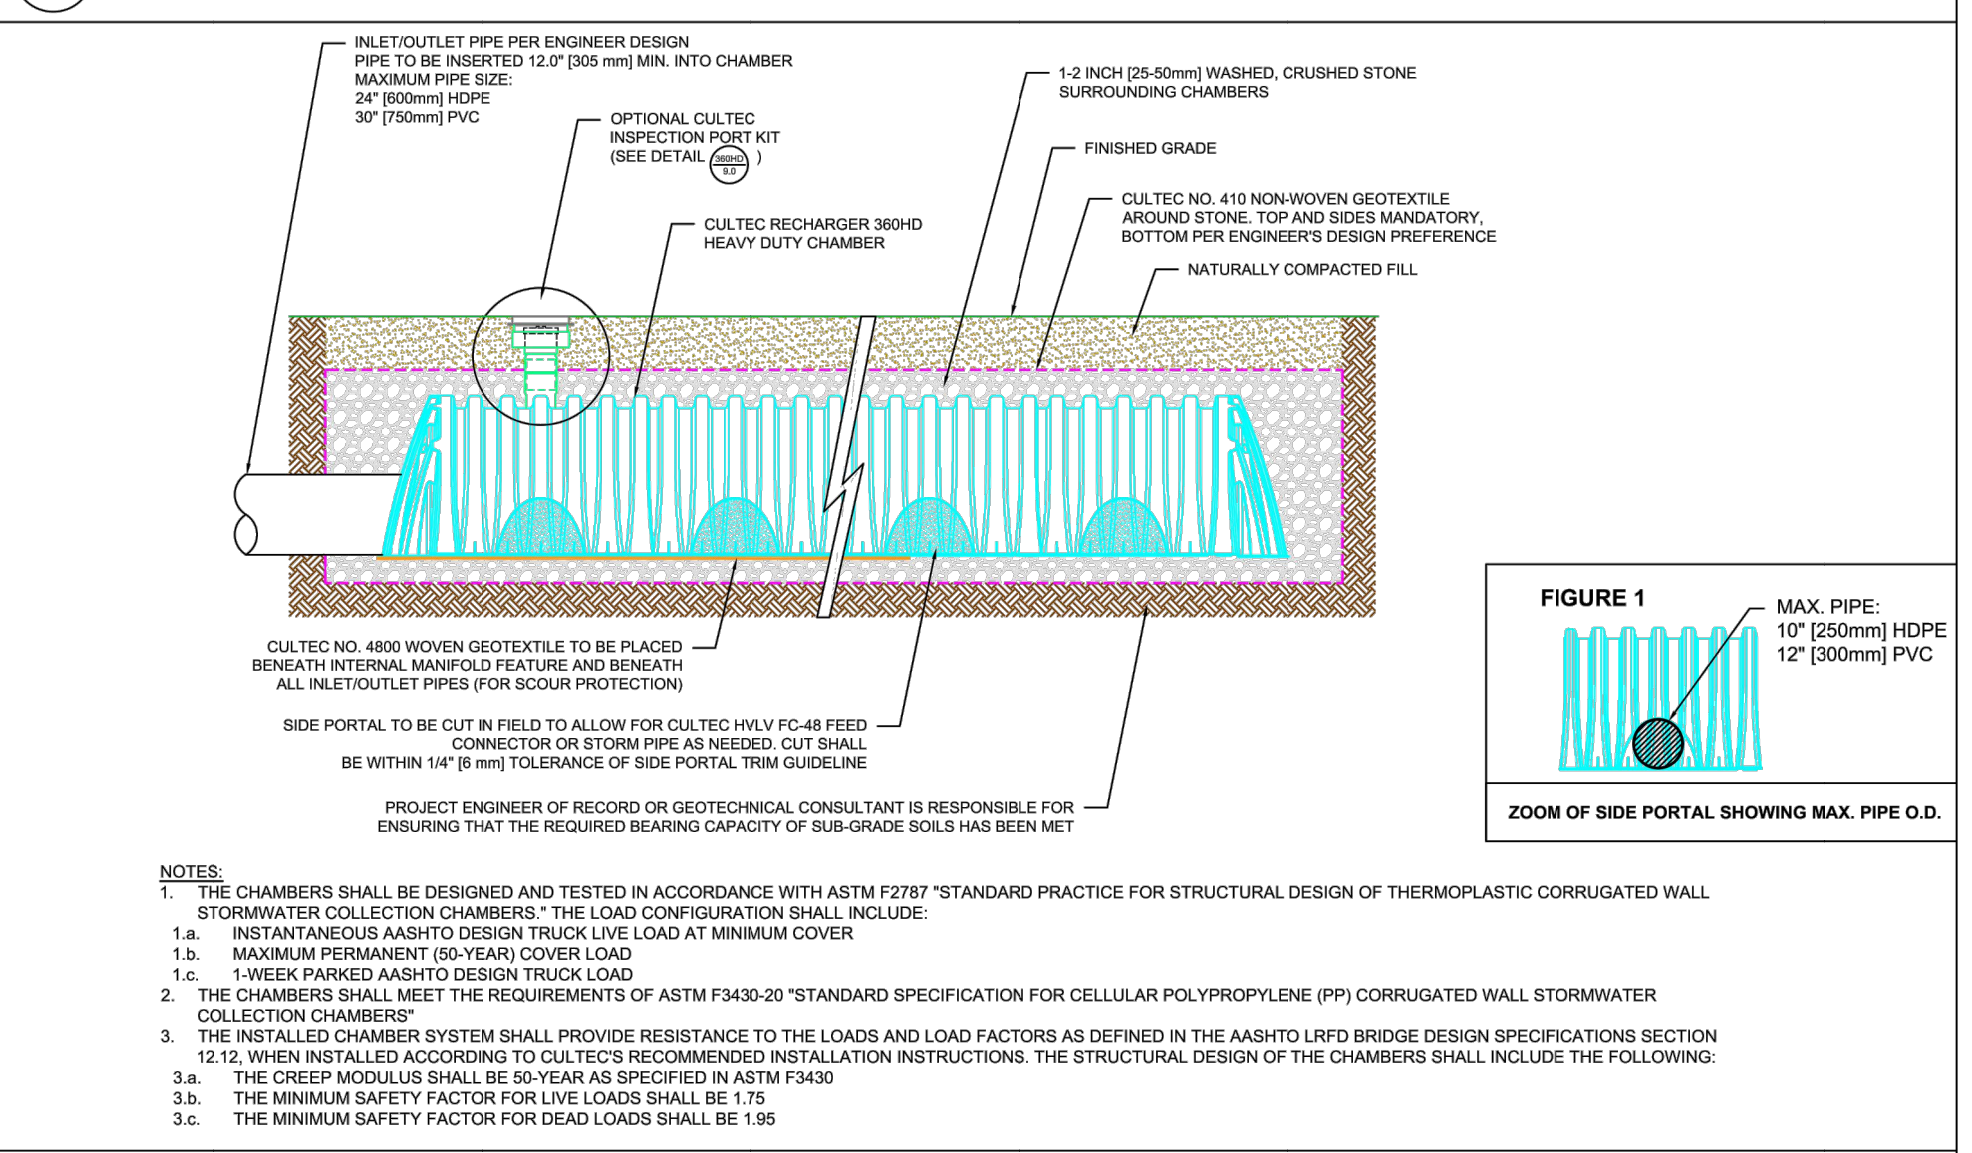 INLET/OUTLET PIPE PER ENGINEER DESIGN
PIPE TO BE INSERTED 12.0" [305 mm] MIN. INTO CHAMBER
MAXIMUM PIPE SIZE:
24" [600mm] HDPE
30" [750mm] PVC
OPTIONAL CULTEC
INSPECTION PORT KIT
(SEE DETAIL 360HD 9.0 )
CULTEC RECHARGER 360HD
HEAVY DUTY CHAMBER
1-2 INCH [25-50mm] WASHED, CRUSHED STONE
SURROUNDING CHAMBERS
FINISHED GRADE
CULTEC NO. 410 NON-WOVEN GEOTEXTILE
AROUND STONE. TOP AND SIDES MANDATORY,
BOTTOM PER ENGINEER'S DESIGN PREFERENCE
NATURALLY COMPACTED FILL
CULTEC NO. 4800 WOVEN GEOTEXTILE TO BE PLACED
BENEATH INTERNAL MANIFOLD FEATURE AND BENEATH
ALL INLET/OUTLET PIPES (FOR SCOUR PROTECTION)
SIDE PORTAL TO BE CUT IN FIELD TO ALLOW FOR CULTEC HVLV FC-48 FEED
CONNECTOR OR STORM PIPE AS NEEDED. CUT SHALL
BE WITHIN 1/4" [6 mm] TOLERANCE OF SIDE PORTAL TRIM GUIDELINE
PROJECT ENGINEER OF RECORD OR GEOTECHNICAL CONSULTANT IS RESPONSIBLE FOR
ENSURING THAT THE REQUIRED BEARING CAPACITY OF SUB-GRADE SOILS HAS BEEN MET
FIGURE 1
MAX. PIPE:
10" [250mm] HDPE
12" [300mm] PVC
ZOOM OF SIDE PORTAL SHOWING MAX. PIPE O.D.
NOTES:
1. THE CHAMBERS SHALL BE DESIGNED AND TESTED IN ACCORDANCE WITH ASTM F2787 "STANDARD PRACTICE FOR STRUCTURAL DESIGN OF THERMOPLASTIC CORRUGATED WALL
STORMWATER COLLECTION CHAMBERS." THE LOAD CONFIGURATION SHALL INCLUDE:
1.a. INSTANTANEOUS AASHTO DESIGN TRUCK LIVE LOAD AT MINIMUM COVER
1.b. MAXIMUM PERMANENT (50-YEAR) COVER LOAD
1.c. 1-WEEK PARKED AASHTO DESIGN TRUCK LOAD
2. THE CHAMBERS SHALL MEET THE REQUIREMENTS OF ASTM F3430-20 "STANDARD SPECIFICATION FOR CELLULAR POLYPROPYLENE (PP) CORRUGATED WALL STORMWATER
COLLECTION CHAMBERS"
3. THE INSTALLED CHAMBER SYSTEM SHALL PROVIDE RESISTANCE TO THE LOADS AND LOAD FACTORS AS DEFINED IN THE AASHTO LRFD BRIDGE DESIGN SPECIFICATIONS SECTION
12.12, WHEN INSTALLED ACCORDING TO CULTEC'S RECOMMENDED INSTALLATION INSTRUCTIONS. THE STRUCTURAL DESIGN OF THE CHAMBERS SHALL INCLUDE THE FOLLOWING:
3.a. THE CREEP MODULUS SHALL BE 50-YEAR AS SPECIFIED IN ASTM F3430
3.b. THE MINIMUM SAFETY FACTOR FOR LIVE LOADS SHALL BE 1.75
3.c. THE MINIMUM SAFETY FACTOR FOR DEAD LOADS SHALL BE 1.95